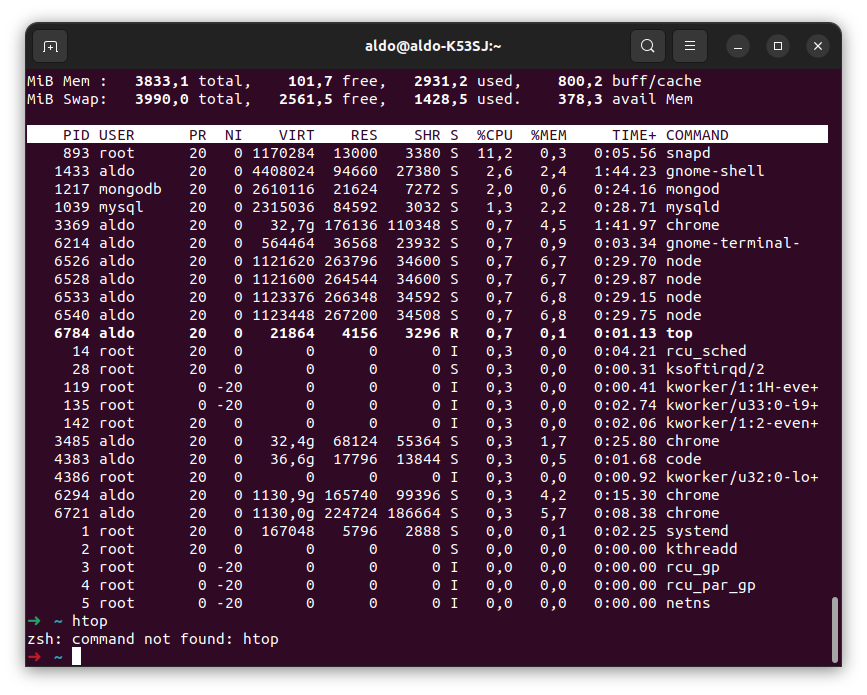 aldo@aldo-K53SJ:~
MiB Mem :   3833,1 total,    101,7 free,   2931,2 used,    800,2 buff/cache
MiB Swap:   3990,0 total,   2561,5 free,   1428,5 used.    378,3 avail Mem
    PID USER      PR  NI    VIRT    RES    SHR S  %CPU  %MEM     TIME+ COMMAND
    893 root      20   0 1170284  13000   3380 S  11,2   0,3   0:05.56 snapd
   1433 aldo      20   0 4408024  94660  27380 S   2,6   2,4   1:44.23 gnome-shell
   1217 mongodb   20   0 2610116  21624   7272 S   2,0   0,6   0:24.16 mongod
   1039 mysql     20   0 2315036  84592   3032 S   1,3   2,2   0:28.71 mysqld
   3369 aldo      20   0   32,7g 176136 110348 S   0,7   4,5   1:41.97 chrome
   6214 aldo      20   0  564464  36568  23932 S   0,7   0,9   0:03.34 gnome-terminal-
   6520 aldo      20   0 1121620 263796  34600 S   0,7   6,7   0:29.70 node
   6528 aldo      20   0 1121600 264544  34600 S   0,7   6,7   0:29.87 node
   6533 aldo      20   0 1123376 266348  34592 S   0,7   6,8   0:29.15 node
   6540 aldo      20   0 1123448 267200  34508 S   0,7   6,8   0:29.75 node
   6784 aldo      20   0   21864   4156   3296 R   0,7   0,1   0:01.13 top
     14 root      20   0       0      0      0 I   0,3   0,0   0:04.21 rcu_sched
     28 root      20   0       0      0      0 S   0,3   0,0   0:00.31 ksoftirqd/2
    119 root       0 -20       0      0      0 I   0,3   0,0   0:00.41 kworker/1:1H-eve+
    135 root       0 -20       0      0      0 I   0,3   0,0   0:02.74 kworker/u33:0-i9+
    142 root      20   0       0      0      0 I   0,3   0,0   0:02.06 kworker/1:2-even+
   3485 aldo      20   0   32,4g  68124  55364 S   0,3   1,7   0:25.80 chrome
   4383 aldo      20   0   36,6g  17796  13844 S   0,3   0,5   0:01.68 code
   4386 root      20   0       0      0      0 I   0,3   0,0   0:00.92 kworker/u32:0-lo+
   6294 aldo      20   0 1130,9g 165740  99396 S   0,3   4,2   0:15.30 chrome
   6721 aldo      20   0 1130,0g 224724 186664 S   0,3   5,7   0:08.38 chrome
      1 root      20   0  167048   5796   2888 S   0,0   0,1   0:02.25 systemd
      2 root      20   0       0      0      0 S   0,0   0,0   0:00.00 kthreadd
      3 root       0 -20       0      0      0 I   0,0   0,0   0:00.00 rcu_gp
      4 root       0 -20       0      0      0 I   0,0   0,0   0:00.00 rcu_par_gp
      5 root       0 -20       0      0      0 I   0,0   0,0   0:00.00 netns
➜  ~ htop
zsh: command not found: htop
➜  ~